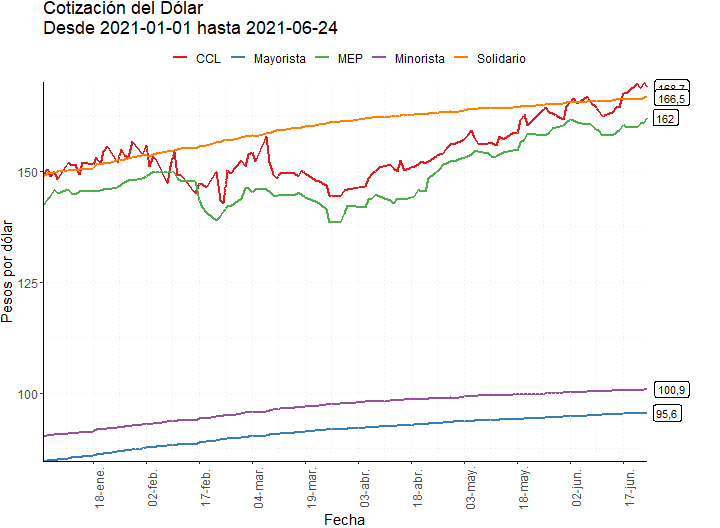 Cotización del Dólar
Desde 2021-01-01 hasta 2021-06-24
CCL Mayorista MEP Minorista Solidario
Pesos por dólar
150
125
100
168,7
166,5
162
100,9
95,6
18-ene.
02-feb.
17-feb.
04-mar.
19-mar.
03-abr.
18-abr.
03-may.
18-may.
02-jun.
17-jun.
Fecha